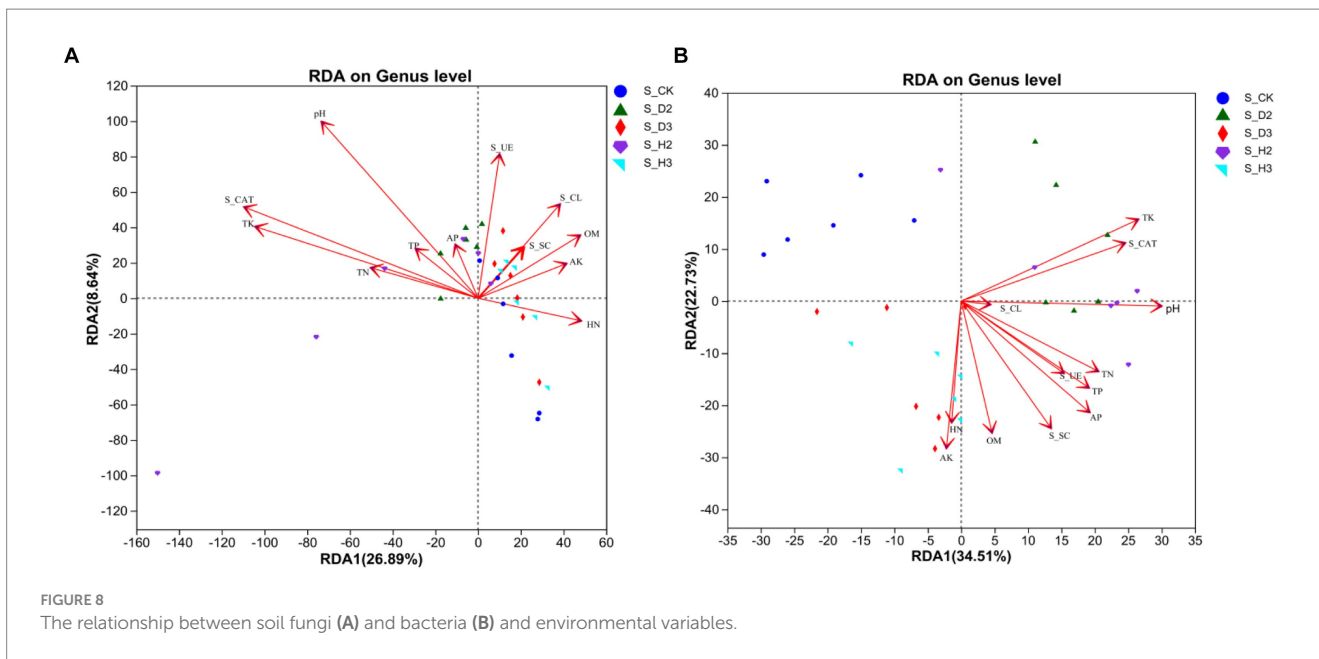 A
RDA on Genus level
S_CK
S_D2
S_D3
S_H2
S_H3
120
100
80
60
40
20
0
-20
-40
-60
-80
-100
-120
RDA2(8.64%)
pH
S_UE
S_CAT
TK
S_CL
OM
TP
AP
S_SC
TN
AK
HN
-160
-140
-120
-100
-80
-60
-40
-20
0
20
40
60
RDA1(26.89%)
B
RDA on Genus level
S_CK
S_D2
S_D3
S_H2
S_H3
40
30
20
10
0
-10
-20
-30
-40
RDA2(22.73%)
TK
S_CAT
S_CL
pH
S_UE
TN
TP
AP
HN
AK
OM
S_SC
-35
-30
-25
-20
-15
-10
-5
0
5
10
15
20
25
30
35
RDA1(34.51%)
FIGURE 8
The relationship between soil fungi (A) and bacteria (B) and environmental variables.